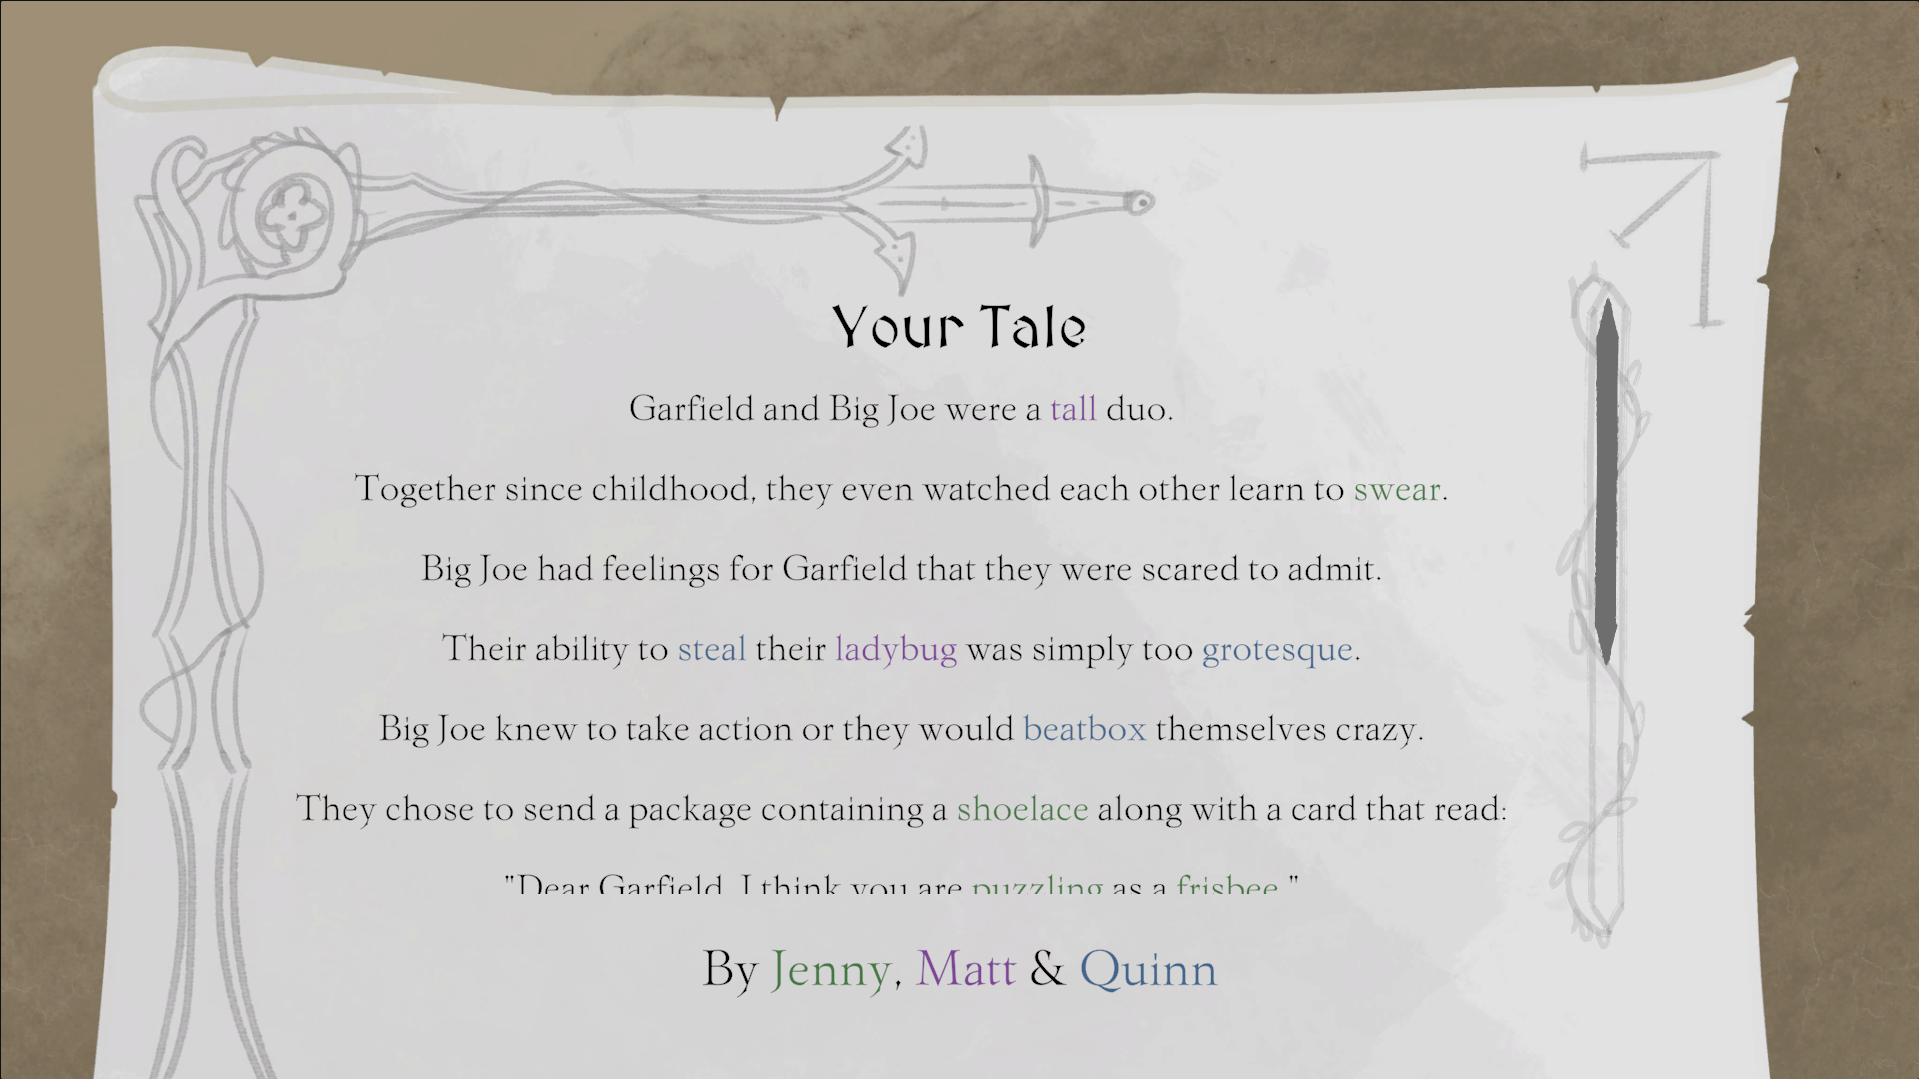 Your Tale
Garfield and Big Joe were a tall duo.
Together since childhood, they even watched each other learn to swear.
Big Joe had feelings for Garfield that they were scared to admit.
Their ability to steal their ladybug was simply too grotesque.
Big Joe knew to take action or they would beatbox themselves crazy.
They chose to send a package containing a shoelace along with a card that read:
"Dear Garfield, I think you are puzzling as a frisbee."
By Jenny, Matt & Quinn